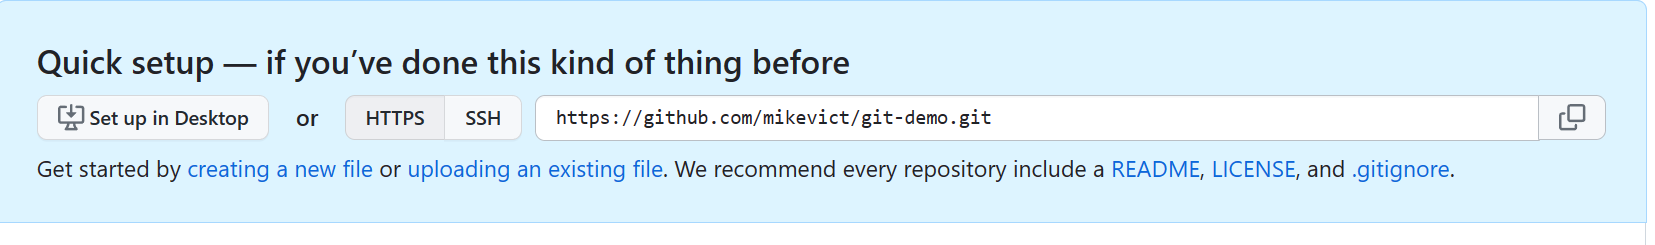 Quick setup — if you’ve done this kind of thing before
Set up in Desktop or HTTPS SSH https://github.com/mikevict/git-demo.git
Get started by creating a new file or uploading an existing file. We recommend every repository include a README, LICENSE, and .gitignore.